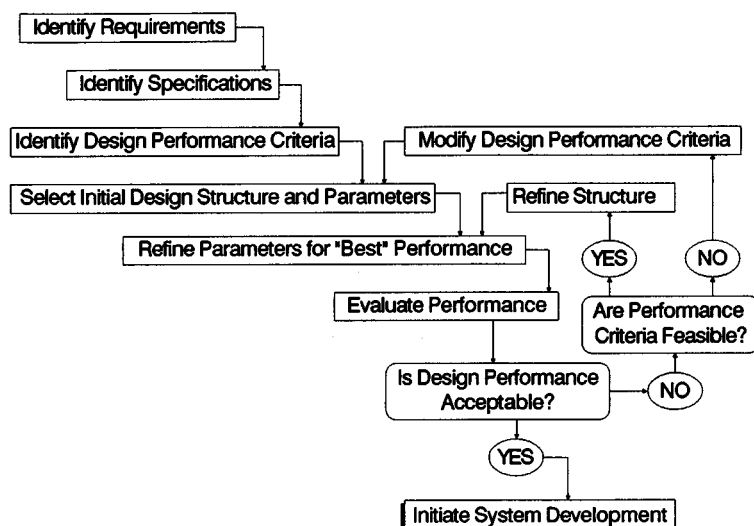 Identify Requirements
Identify Specifications
Identify Design Performance Criteria
Modify Design Performance Criteria
Select Initial Design Structure and Parameters
Refine Structure
Refine Parameters for "Best" Performance
YES
NO
Evaluate Performance
Are Performance
Criteria Feasible?
Is Design Performance
Acceptable?
NO
YES
Initiate System Development